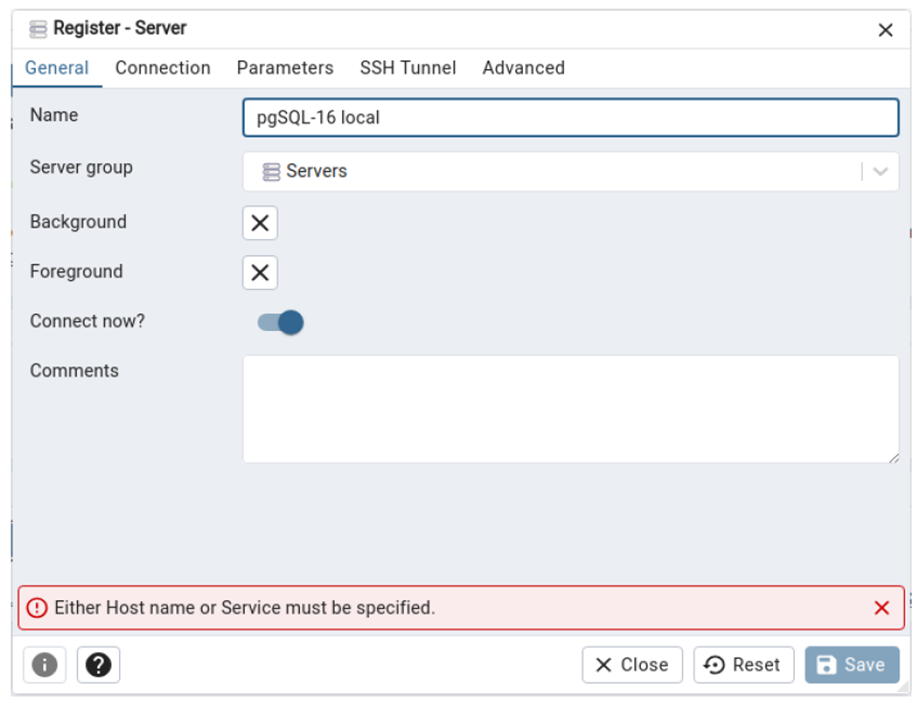 Register - Server
General Connection Parameters SSH Tunnel Advanced
Name pgSQL-16 local
Server group Servers
Background
Foreground
Connect now?
Comments
Either Host name or Service must be specified.
Close Reset Save